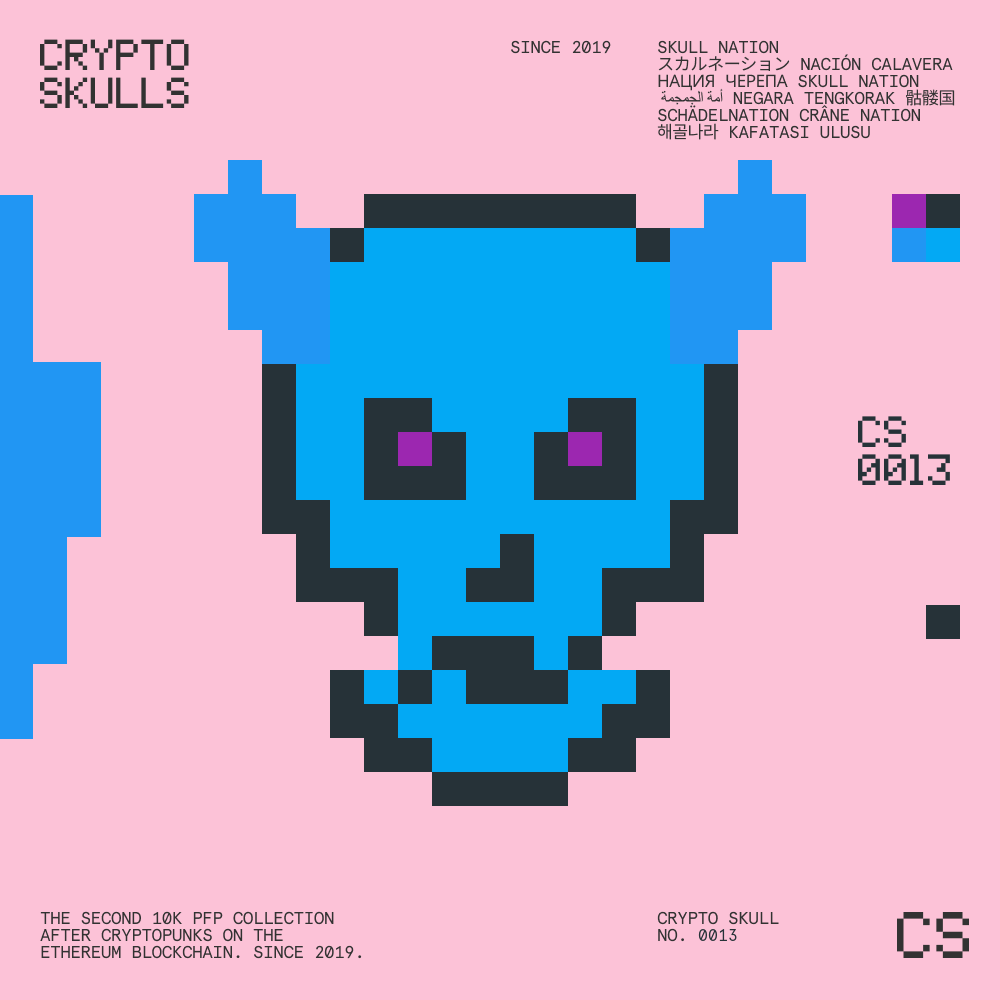 CRYPTO
SKULLS
SINCE 2019
SKULL NATION
スカルネーション NACIÓN CALAVERA
НАЦИЯ ЧЕРЕПА SKULL NATION
أمة الجمجمة NEGARA TENGKORAK 骷髅国
SCHÄDELNATION CRÂNE NATION
해골나라 KAFATASI ULUSU
CS
0013
THE SECOND 10K PFP COLLECTION
AFTER CRYPTOPUNKS ON THE
ETHEREUM BLOCKCHAIN. SINCE 2019.
CRYPTO SKULL
NO. 0013
CS